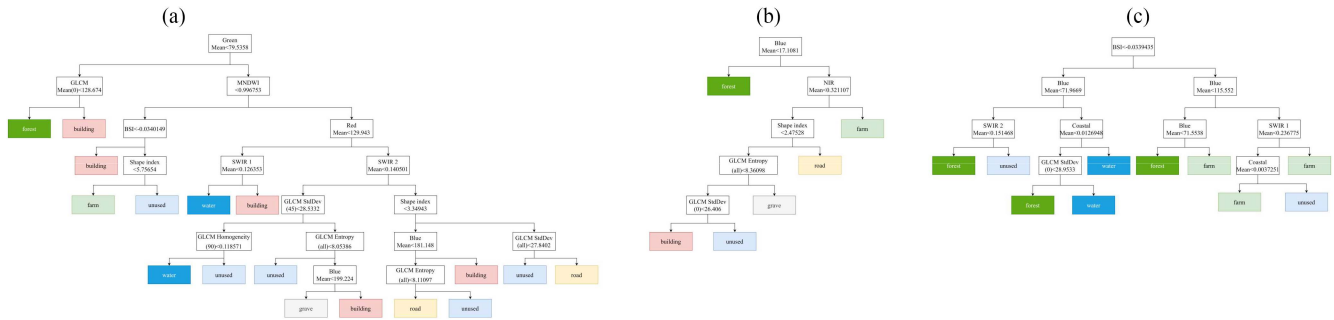 (a)
Green
Mean<79.5358
GLCM
Mean(0)<128.674
MNDWI
<0.996753
forest
building
BSI<-0.0340149
Red
Mean<129.943
building
Shape index
<5.75654
SWIR 1
Mean<0.126353
SWIR 2
Mean<0.140501
farm
unused
water
building
GLCM StdDev
(45)<28.5332
Shape index
<3.34943
GLCM Homogeneity
(90)<0.118571
GLCM Entropy
(all)<8.05386
Blue
Mean<181.148
GLCM StdDev
(all)<27.8402
water
unused
unused
Blue
Mean<199.224
GLCM Entropy
(all)<8.11097
building
unused
road
grave
building
road
unused
(b)
Blue
Mean<17.1081
forest
NIR
Mean<0.321107
Shape index
<2.47528
farm
GLCM Entropy
(all)<8.36098
road
GLCM StdDev
(0)<26.406
grave
building
unused
(c)
BSI<-0.0339435
Blue
Mean<71.9669
Blue
Mean<115.552
SWIR 2
Mean<0.151468
Coastal
Mean<0.0126948
Blue
Mean<71.5538
SWIR 1
Mean<0.236775
forest
unused
GLCM StdDev
(0)<28.9533
water
forest
farm
Coastal
Mean<0.0037251
farm
forest
water
farm
unused